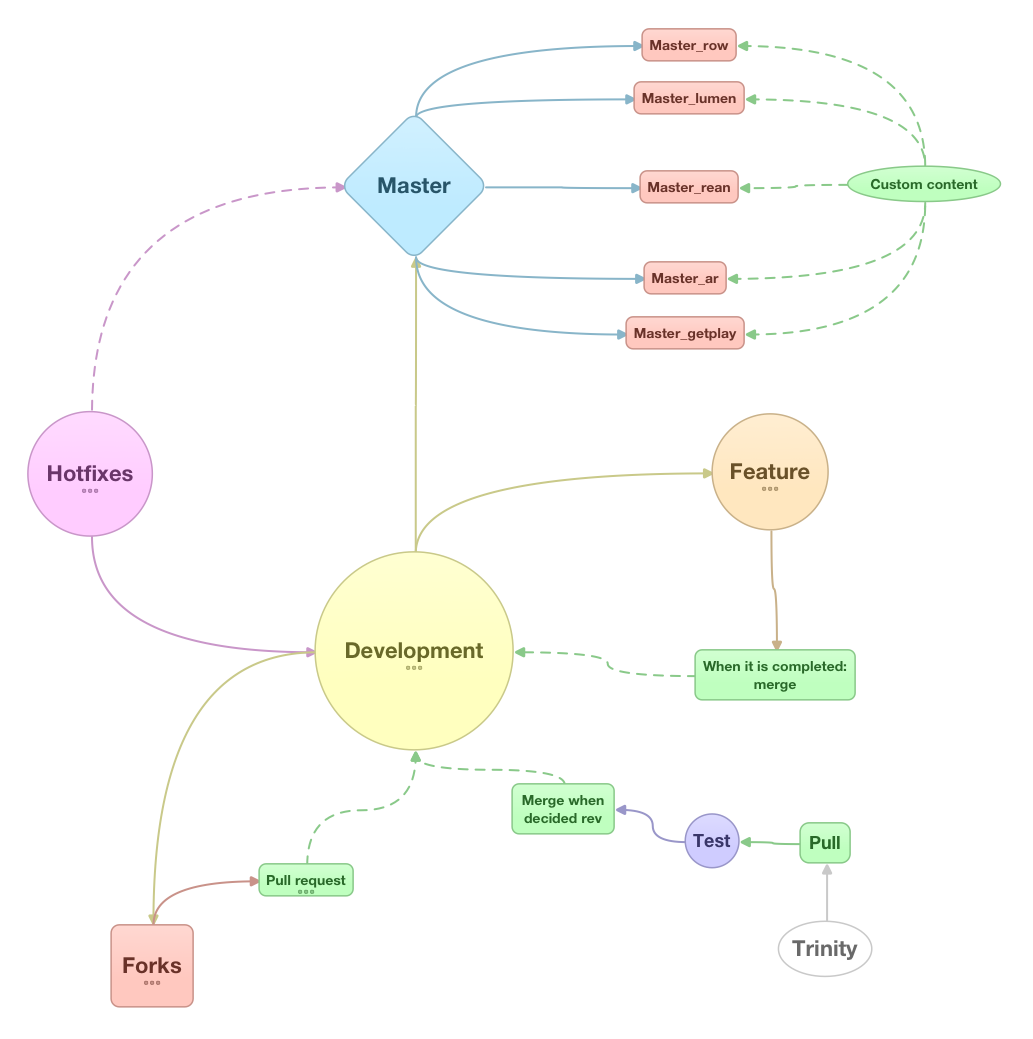 Master_row
Master_lumen
Master
Master_rean
Custom content
Master_ar
Master_getplay
Hotfixes
Feature
Development
When it is completed:
merge
Merge when
decided rev
Test
Pull
Pull request
Forks
Trinity